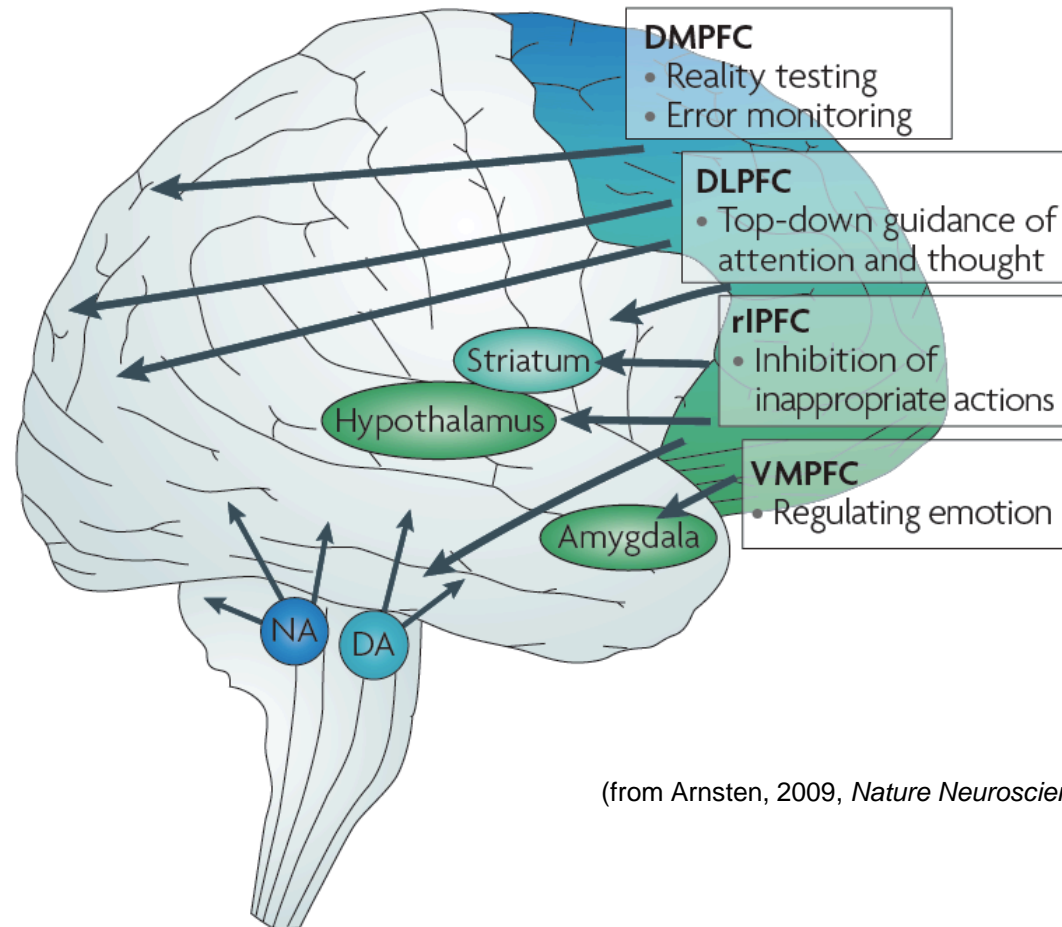 DMPFC
• Reality testing
• Error monitoring
DLPFC
• Top-down guidance of
attention and thought
rIPFC
• Inhibition of
inappropriate actions
VMPFC
• Regulating emotion
Striatum
Hypothalamus
Amygdala
NA
DA
(from Arnsten, 2009, Nature